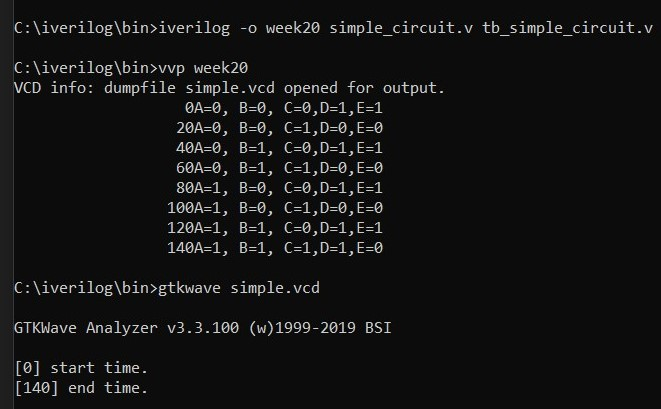 C:\iverilog\bin>iverilog -o week20 simple_circuit.v tb_simple_circuit.v
C:\iverilog\bin>vvp week20
VCD info: dumpfile simple.vcd opened for output.
0A=0, B=0, C=0,D=1,E=1
20A=0, B=0, C=1,D=0,E=0
40A=0, B=1, C=0,D=1,E=1
60A=0, B=1, C=1,D=0,E=0
80A=1, B=0, C=0,D=1,E=1
100A=1, B=0, C=1,D=0,E=0
120A=1, B=1, C=0,D=1,E=1
140A=1, B=1, C=1,D=1,E=0
C:\iverilog\bin>gtkwave simple.vcd
GTKWave Analyzer v3.3.100 (w)1999-2019 BSI
[0] start time.
[140] end time.